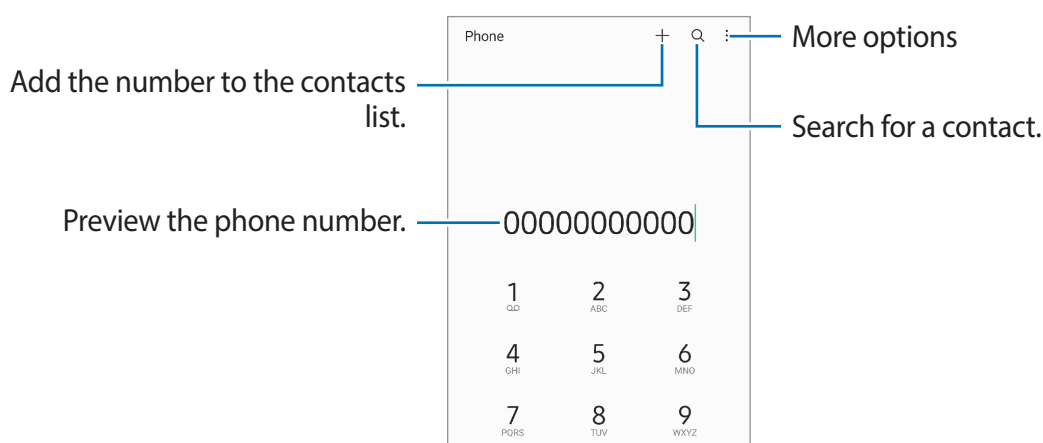 Phone
More options
Add the number to the contacts
list.
Search for a contact.
Preview the phone number.
00000000000
1 2 3
ABC DEF
4 5 6
GHI JKL MNO
7 8 9
PQRS TUV WXYZ